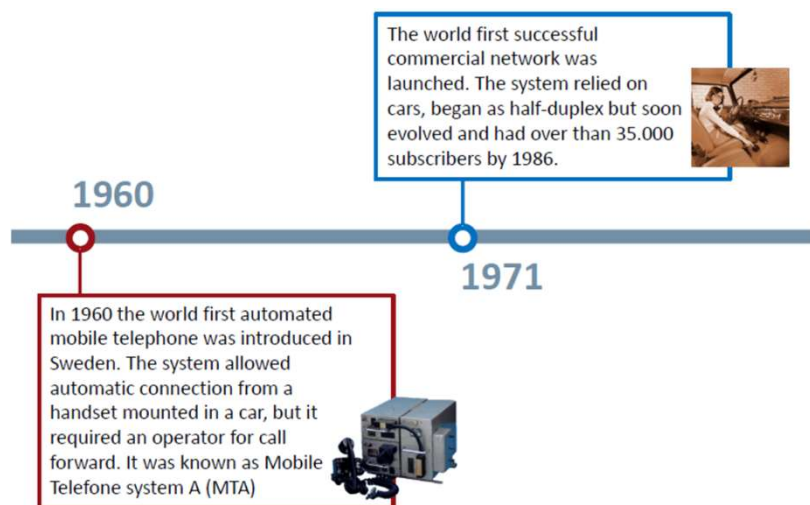 The world first successful
commercial network was
launched. The system relied on
cars, began as half-duplex but soon
evolved and had over than 35.000
subscribers by 1986.
1960
1971
In 1960 the world first automated
mobile telephone was introduced in
Sweden. The system allowed
automatic connection from a
handset mounted in a car, but it
required an operator for call
forward. It was known as Mobile
Telefone system A (MTA)